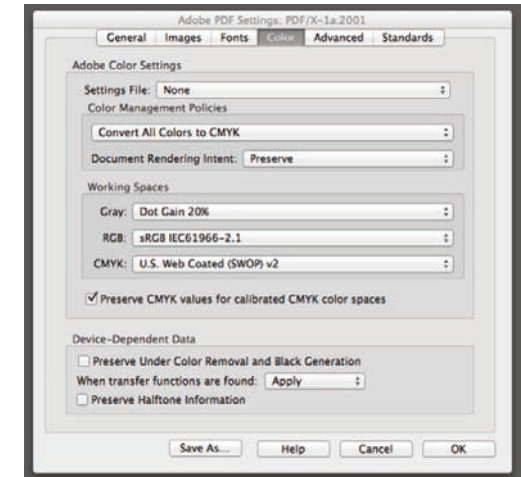 Adobe PDF Settings: PDF/X-1a:2001
General Images Fonts Color Advanced Standards
Adobe Color Settings
Settings File: None
Color Management Policies
Convert All Colors to CMYK
Document Rendering Intent: Preserve
Working Spaces
Gray: Dot Gain 20%
RGB: sRGB IEC61966-2.1
CMYK: U.S. Web Coated (SWOP) v2
Preserve CMYK values for calibrated CMYK color spaces
Device-Dependent Data
Preserve Under Color Removal and Black Generation
When transfer functions are found: Apply
Preserve Halftone Information
Save As... Help Cancel OK